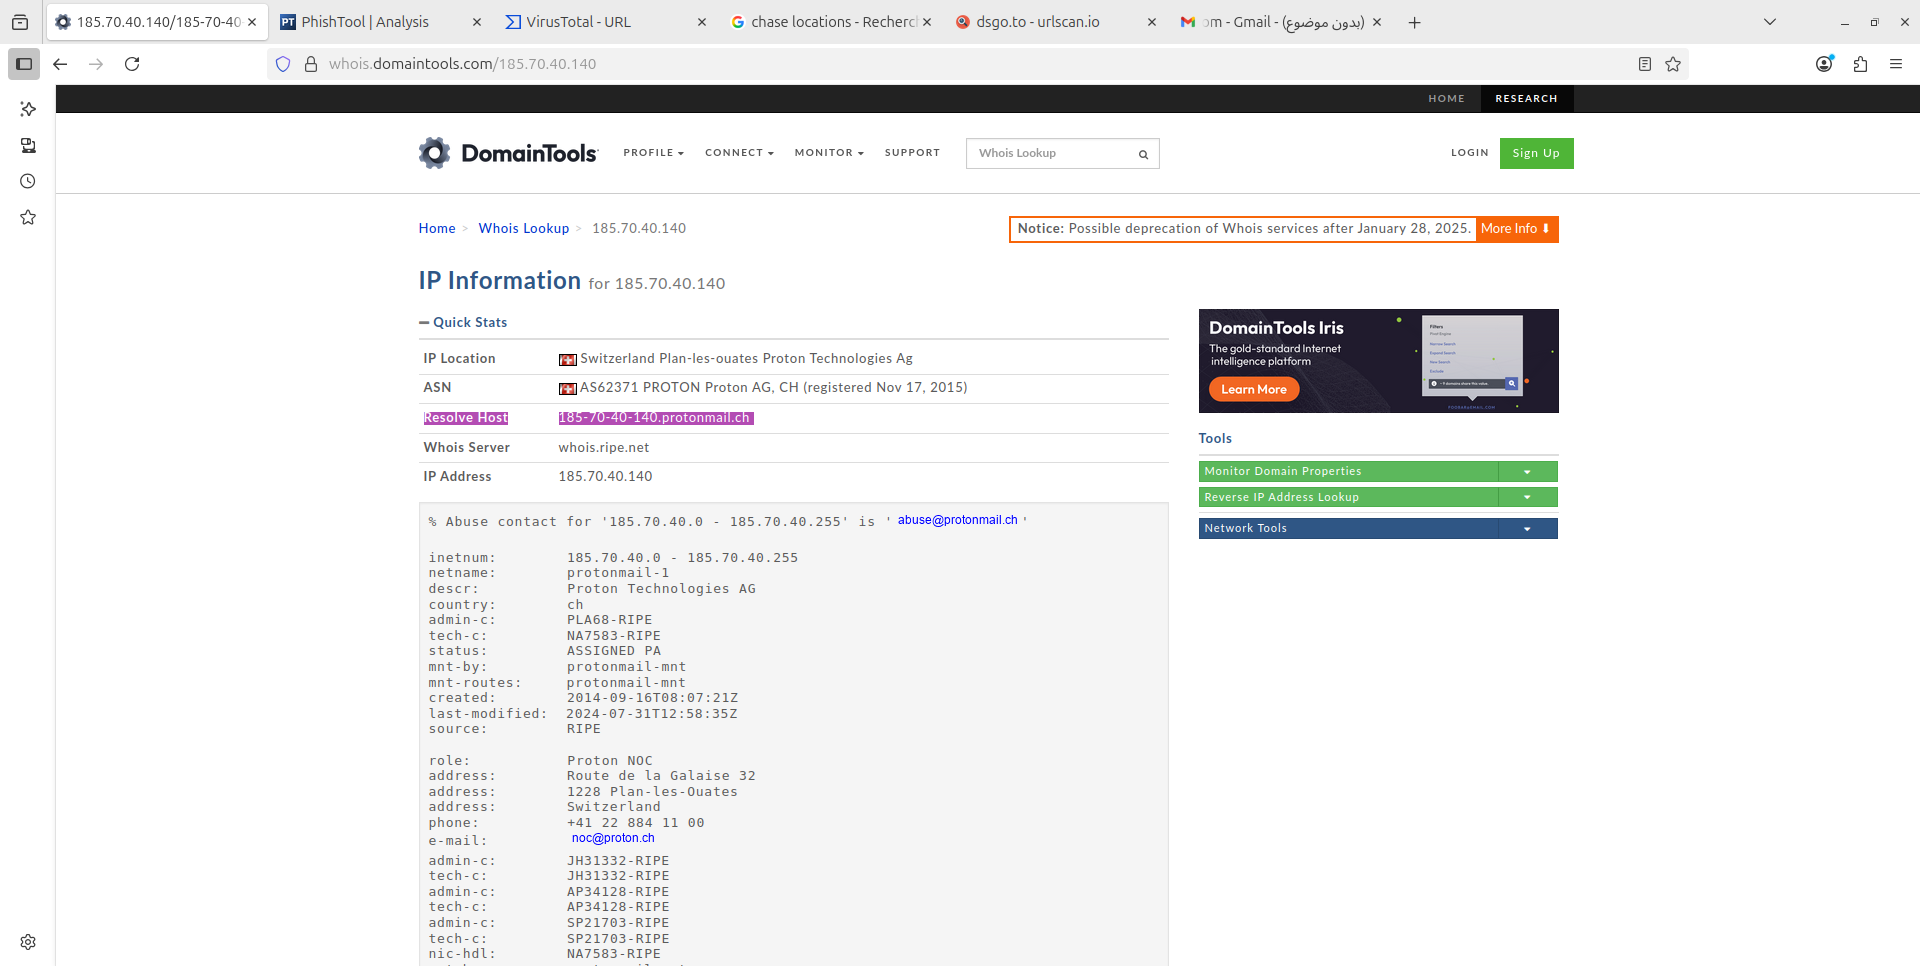 185.70.40.140/185-70-40
PhishTool | Analysis
VirusTotal - URL
chase locations - Recherc
dsgo.to - urlscan.io
om - Gmail - (بدون موضوع)
whois.domaintools.com/185.70.40.140
HOME
RESEARCH
DomainTools
PROFILE
CONNECT
MONITOR
SUPPORT
Whois Lookup
LOGIN
Sign Up
Home > Whois Lookup > 185.70.40.140
Notice: Possible deprecation of Whois services after January 28, 2025. More Info
IP Information for 185.70.40.140
Quick Stats
IP Location Switzerland Plan-les-ouates Proton Technologies Ag
ASN AS62371 PROTON Proton AG, CH (registered Nov 17, 2015)
Resolve Host 185-70-40-140.protonmail.ch
Whois Server whois.ripe.net
IP Address 185.70.40.140
% Abuse contact for '185.70.40.0 - 185.70.40.255' is ' abuse@protonmail.ch '
inetnum: 185.70.40.0 - 185.70.40.255
netname: protonmail-1
descr: Proton Technologies AG
country: ch
admin-c: PLA68-RIPE
tech-c: NA7583-RIPE
status: ASSIGNED PA
mnt-by: protonmail-mnt
mnt-routes: protonmail-mnt
created: 2014-09-16T08:07:21Z
last-modified: 2024-07-31T12:58:35Z
source: RIPE
role: Proton NOC
address: Route de la Galaise 32
address: 1228 Plan-les-Ouates
address: Switzerland
phone: +41 22 884 11 00
e-mail: noc@proton.ch
admin-c: JH31332-RIPE
tech-c: JH31332-RIPE
admin-c: AP34128-RIPE
tech-c: AP34128-RIPE
admin-c: SP21703-RIPE
tech-c: SP21703-RIPE
nic-hdl: NA7583-RIPE
DomainTools Iris
The gold-standard Internet
intelligence platform
Learn More
Tools
Monitor Domain Properties
Reverse IP Address Lookup
Network Tools